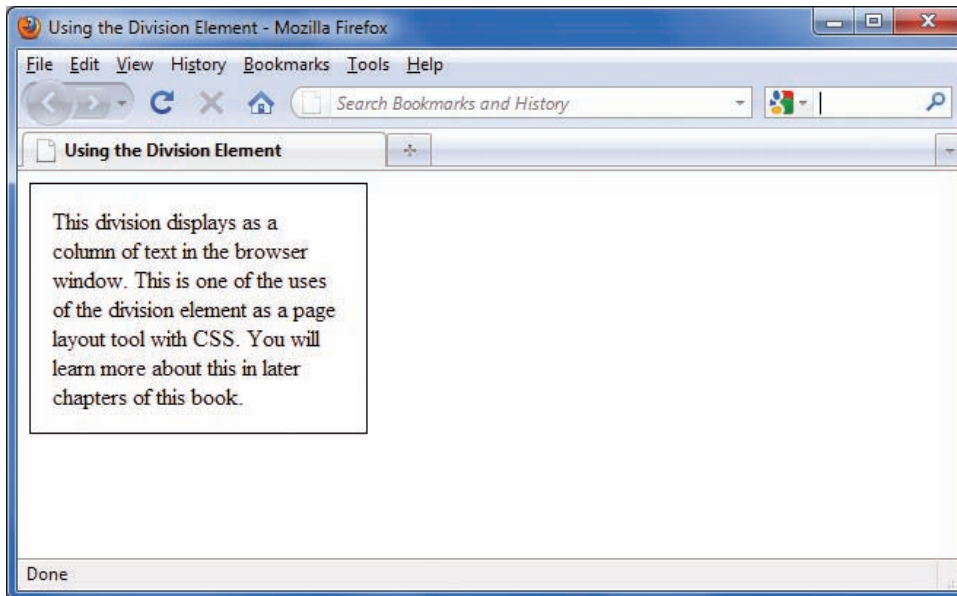 Using the Division Element - Mozilla Firefox
File Edit View History Bookmarks Tools Help
Search Bookmarks and History
Using the Division Element
This division displays as a
column of text in the browser
window. This is one of the uses
of the division element as a page
layout tool with CSS. You will
learn more about this in later
chapters of this book.
Done